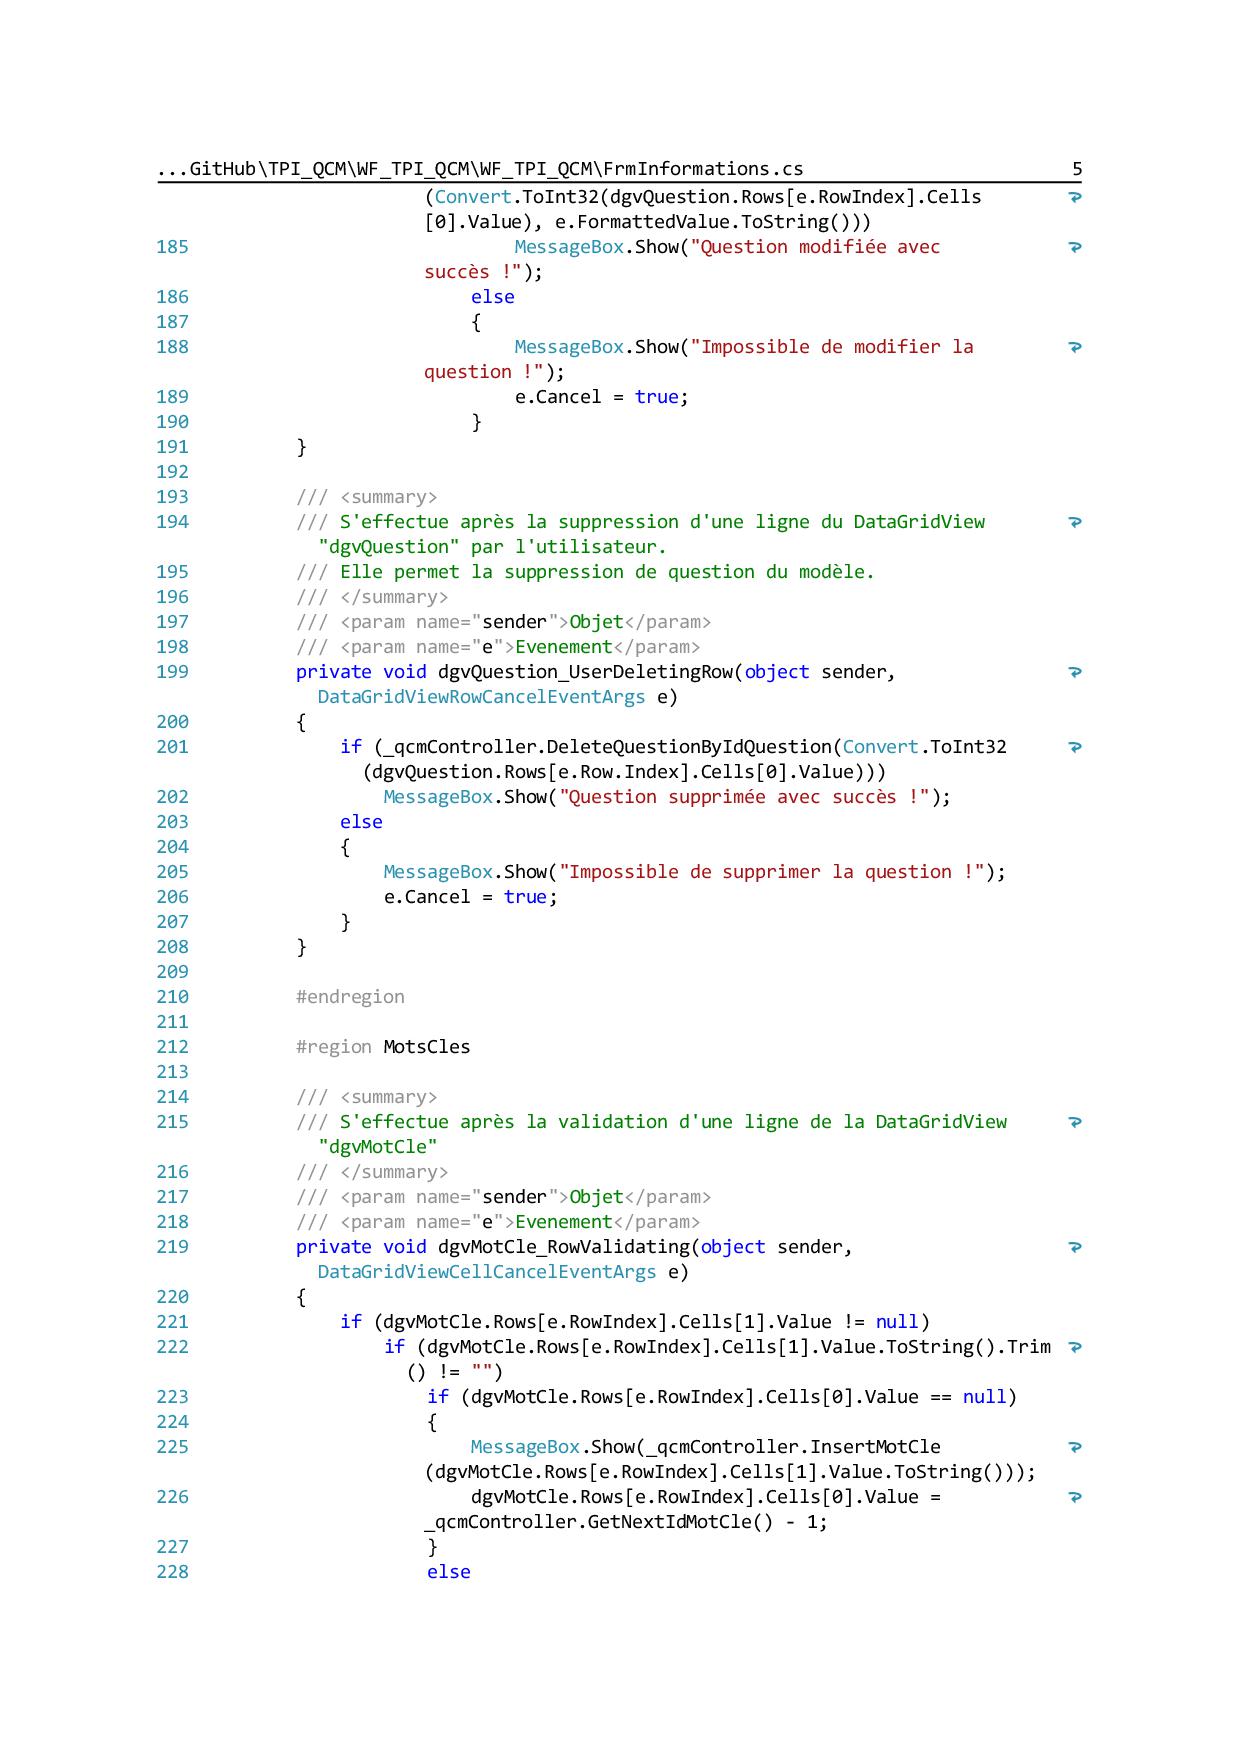 ...GitHub\TPI_QCM\WF_TPI_QCM\WF_TPI_QCM\FrmInformations.cs 5
(Convert.ToInt32(dgvQuestion.Rows[e.RowIndex].Cells
[0].Value), e.FormattedValue.ToString()))
185 MessageBox.Show("Question modifiée avec
succès !");
186 else
187 {
188 MessageBox.Show("Impossible de modifier la
question !");
189 e.Cancel = true;
190 }
191 }
192
193 /// <summary>
194 /// S'effectue après la suppression d'une ligne du DataGridView
"dgvQuestion" par l'utilisateur.
195 /// Elle permet la suppression de question du modèle.
196 /// </summary>
197 /// <param name="sender">Objet</param>
198 /// <param name="e">Evenement</param>
199 private void dgvQuestion_UserDeletingRow(object sender,
DataGridViewRowCancelEventArgs e)
200 {
201 if (_qcmController.DeleteQuestionByIdQuestion(Convert.ToInt32
(dgvQuestion.Rows[e.Row.Index].Cells[0].Value)))
202 MessageBox.Show("Question supprimée avec succès !");
203 else
204 {
205 MessageBox.Show("Impossible de supprimer la question !");
206 e.Cancel = true;
207 }
208 }
209
210 #endregion
211
212 #region MotsCles
213
214 /// <summary>
215 /// S'effectue après la validation d'une ligne de la DataGridView
"dgvMotCle"
216 /// </summary>
217 /// <param name="sender">Objet</param>
218 /// <param name="e">Evenement</param>
219 private void dgvMotCle_RowValidating(object sender,
DataGridViewCellCancelEventArgs e)
220 {
221 if (dgvMotCle.Rows[e.RowIndex].Cells[1].Value != null)
222 if (dgvMotCle.Rows[e.RowIndex].Cells[1].Value.ToString().Trim
() != "")
223 if (dgvMotCle.Rows[e.RowIndex].Cells[0].Value == null)
224 {
225 MessageBox.Show(_qcmController.InsertMotCle
(dgvMotCle.Rows[e.RowIndex].Cells[1].Value.ToString()));
226 dgvMotCle.Rows[e.RowIndex].Cells[0].Value =
_qcmController.GetNextIdMotCle() - 1;
227 }
228 else